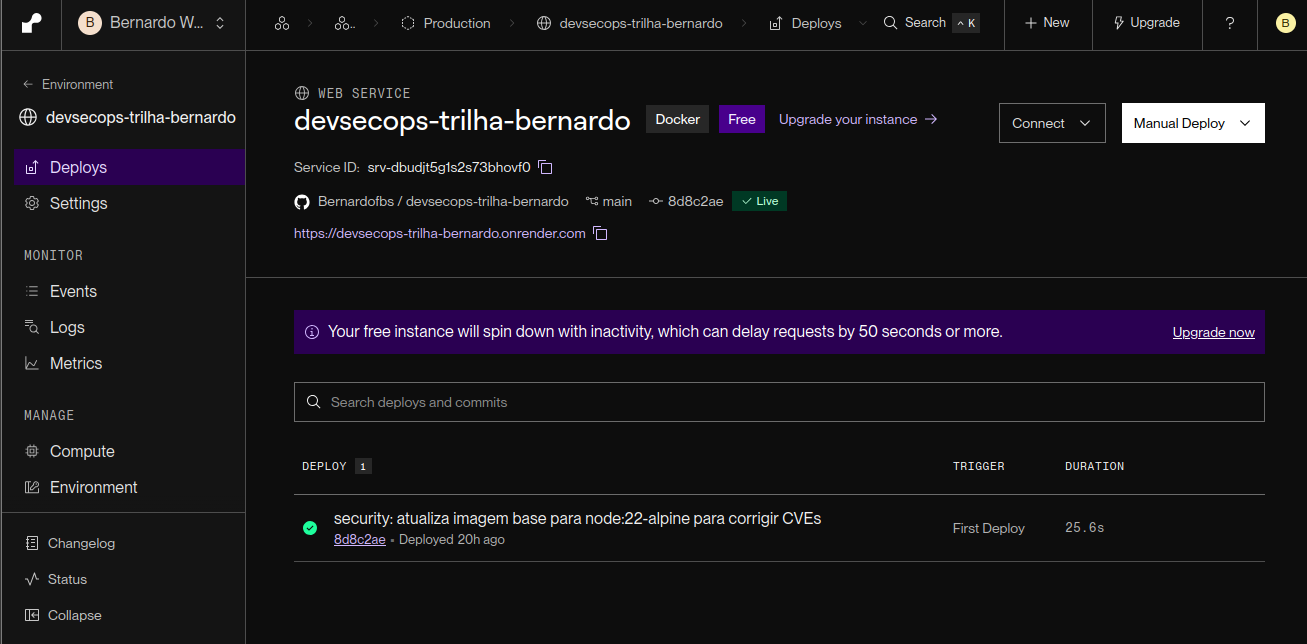 B Bernardo W... Production devsecops-trilha-bernardo Deploys Search ^ K + New Upgrade ? B
← Environment
devsecops-trilha-bernardo
Deploys
Settings
MONITOR
Events
Logs
Metrics
MANAGE
Compute
Environment
Changelog
Status
Collapse
WEB SERVICE
devsecops-trilha-bernardo Docker Free Upgrade your instance →
Connect Manual Deploy
Service ID: srv-dbudjt5g1s2s73bhovf0
Bernardofbs / devsecops-trilha-bernardo main 8d8c2ae ✓ Live
https://devsecops-trilha-bernardo.onrender.com
Your free instance will spin down with inactivity, which can delay requests by 50 seconds or more. Upgrade now
Search deploys and commits
DEPLOY 1 TRIGGER DURATION
security: atualiza imagem base para node:22-alpine para corrigir CVEs
8d8c2ae • Deployed 20h ago
First Deploy 25.6s